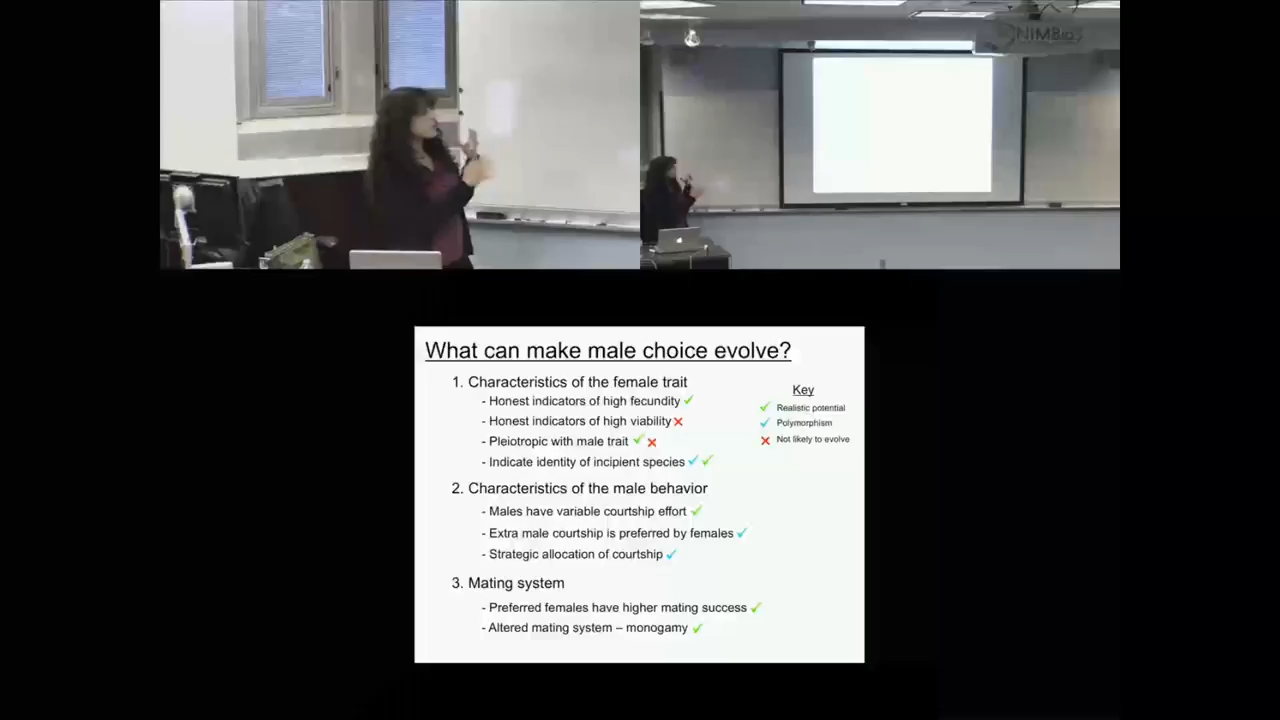 NIMBioS
What can make male choice evolve?
1. Characteristics of the female trait
- Honest indicators of high fecundity ✓
- Honest indicators of high viability ✗
- Pleiotropic with male trait ✓ ✗
- Indicate identity of incipient species ✓ ✓
Key
✓ Realistic potential
✓ Polymorphism
✗ Not likely to evolve
2. Characteristics of the male behavior
- Males have variable courtship effort ✓
- Extra male courtship is preferred by females ✓
- Strategic allocation of courtship ✓
3. Mating system
- Preferred females have higher mating success ✓
- Altered mating system – monogamy ✓